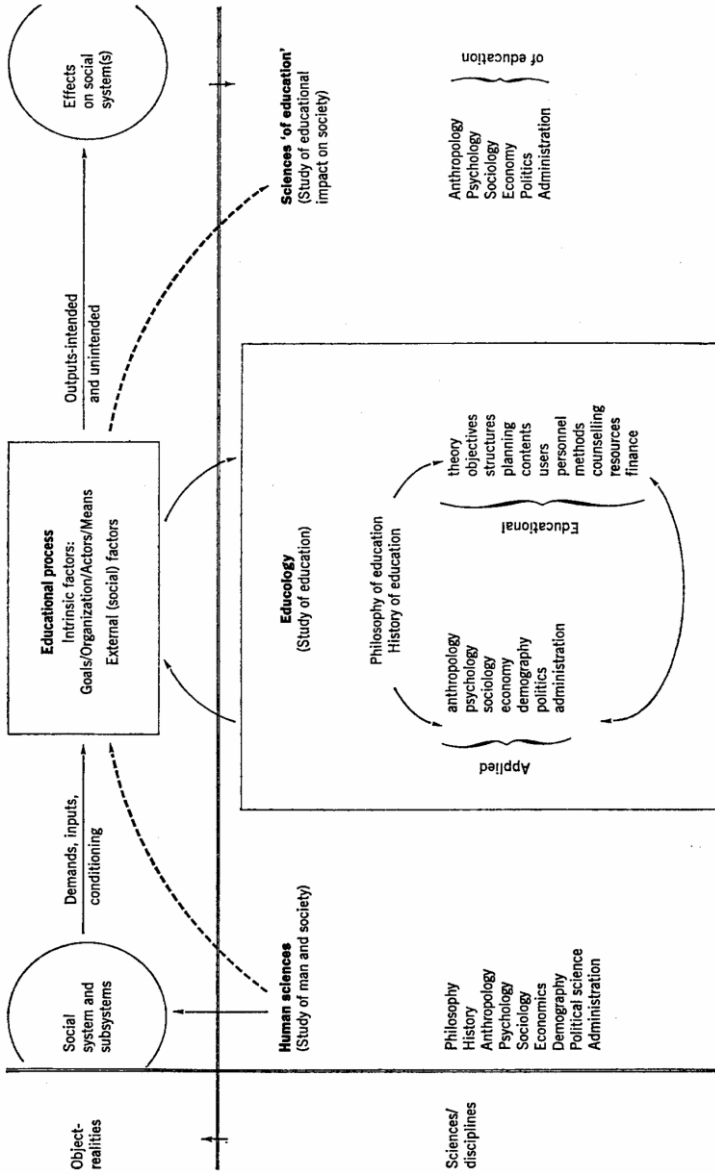 Object-
realities
Social
system and
subsystems
Demands, inputs,
conditioning
Educational process
Intrinsic factors:
Goals/Organization/Actors/Means
External (social) factors
Outputs-intended
and unintended
Effects
on social
system(s)
Sciences/
disciplines
Human sciences
(Study of man and society)
Philosophy
History
Anthropology
Psychology
Sociology
Economics
Demography
Political science
Administration
Educology
(Study of education)
Philosophy of education
History of education
Applied
anthropology
psychology
sociology
economy
demography
politics
administration
Educational
theory
objectives
structures
planning
contents
users
personnel
methods
counselling
resources
finance
Sciences 'of education'
(Study of educational
impact on society)
Anthropology
Psychology
Sociology
Economy
Politics
Administration
of education